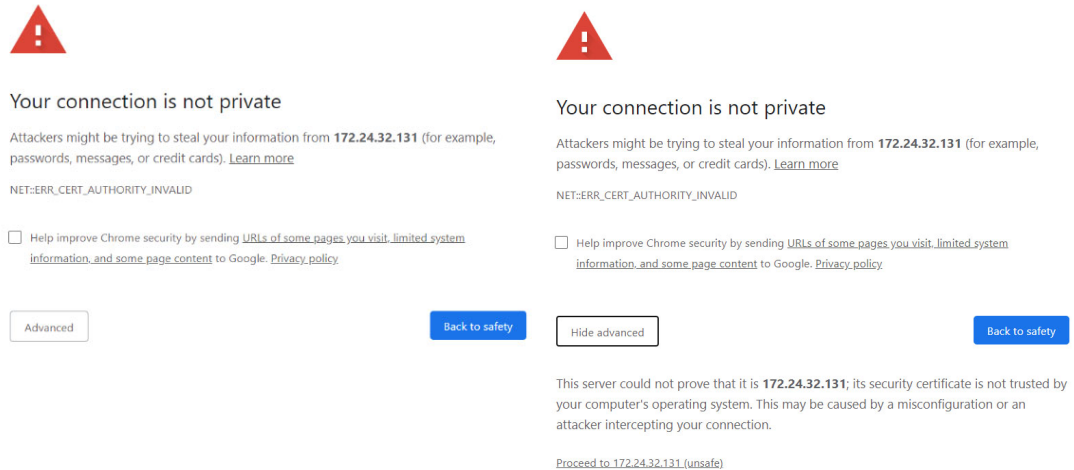 Your connection is not private
Attackers might be trying to steal your information from 172.24.32.131 (for example,
passwords, messages, or credit cards). Learn more
NET::ERR_CERT_AUTHORITY_INVALID
Help improve Chrome security by sending URLs of some pages you visit, limited system
information, and some page content to Google. Privacy policy
Advanced
Back to safety
Your connection is not private
Attackers might be trying to steal your information from 172.24.32.131 (for example,
passwords, messages, or credit cards). Learn more
NET::ERR_CERT_AUTHORITY_INVALID
Help improve Chrome security by sending URLs of some pages you visit, limited system
information, and some page content to Google. Privacy policy
Hide advanced
Back to safety
This server could not prove that it is 172.24.32.131; its security certificate is not trusted by
your computer's operating system. This may be caused by a misconfiguration or an
attacker intercepting your connection.
Proceed to 172.24.32.131 (unsafe)